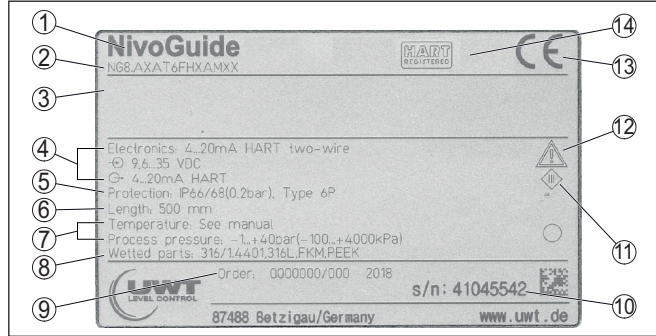 1
NivoGuide
HART
REGISTERED
14
CE
13
2
NG8.AXAT6FHXAMXX
3
4
Electronics: 4...20mA HART two-wire
9,6...35 VDC
4...20mA HART
12
5
Protection: IP66/68(0.2bar), Type 6P
6
Length: 500 mm
11
7
Temperature: See manual
Process pressure: -1...+40bar(-100...+4000kPa)
8
Wetted parts: 316/1.4401,316L,FKM,PEEK
9
Order: 0000000/000 2018
UWT
LEVEL CONTROL
s/n: 41045542
10
87488 Betzigau/Germany
www.uwt.de